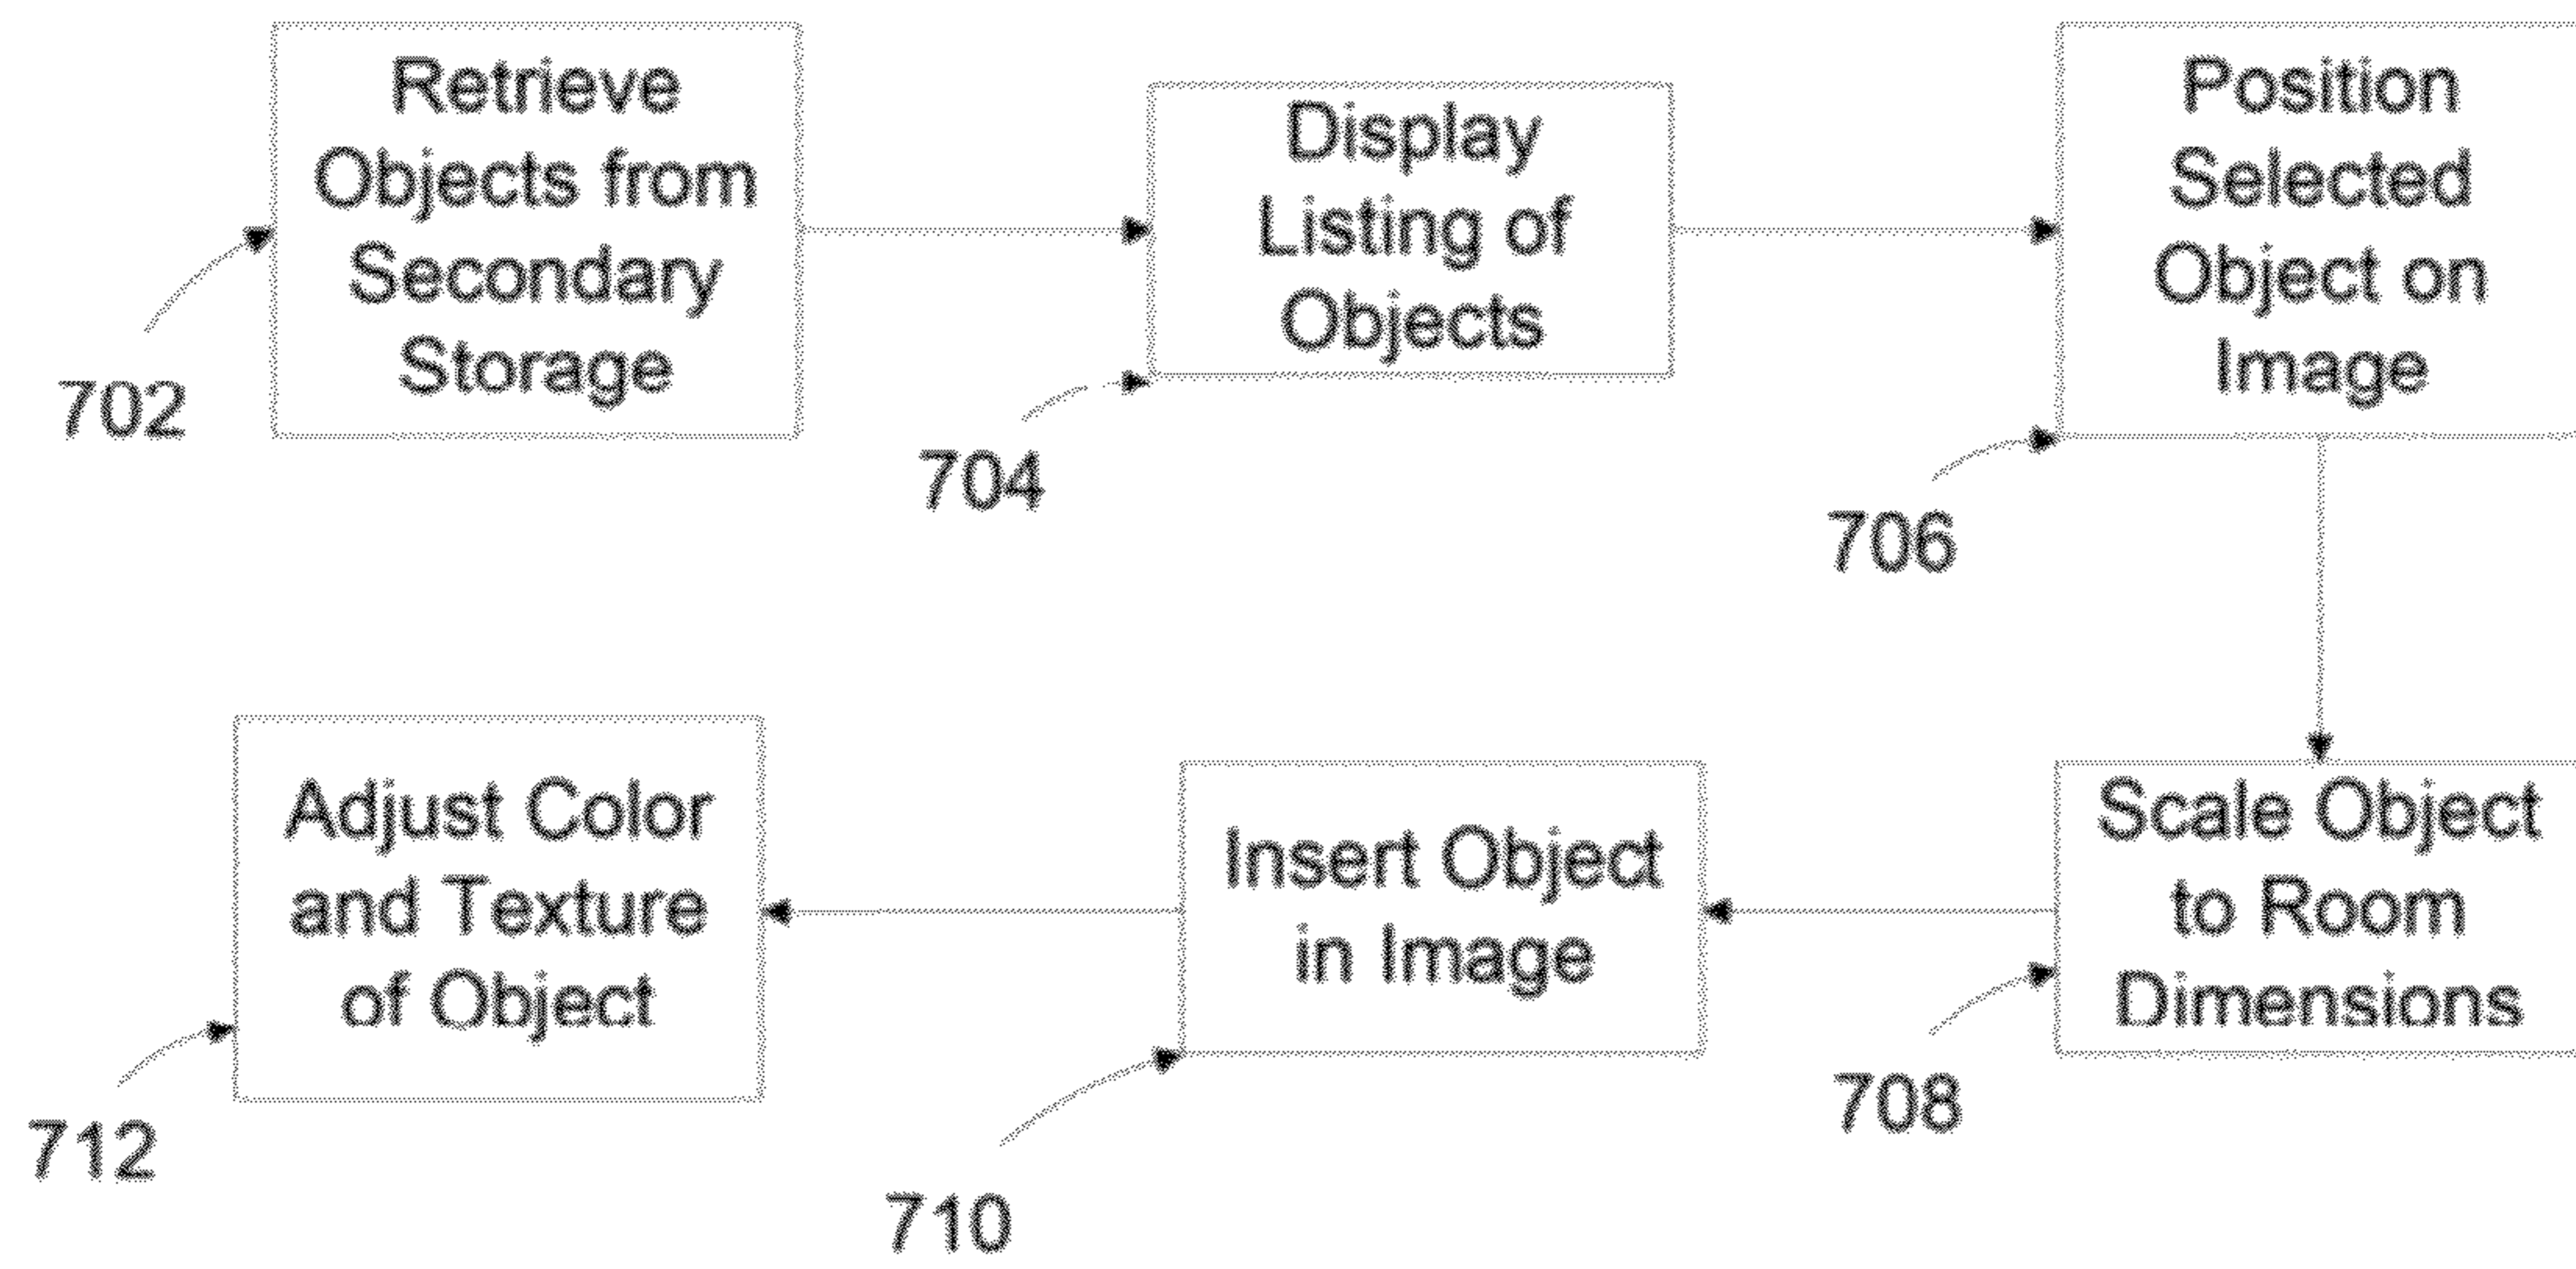 Retrieve
Objects from
Secondary
Storage
702
Display
Listing of
Objects
704
Position
Selected
Object on
Image
706
Scale Object
to Room
Dimensions
708
Insert Object
in Image
710
Adjust Color
and Texture
of Object
712